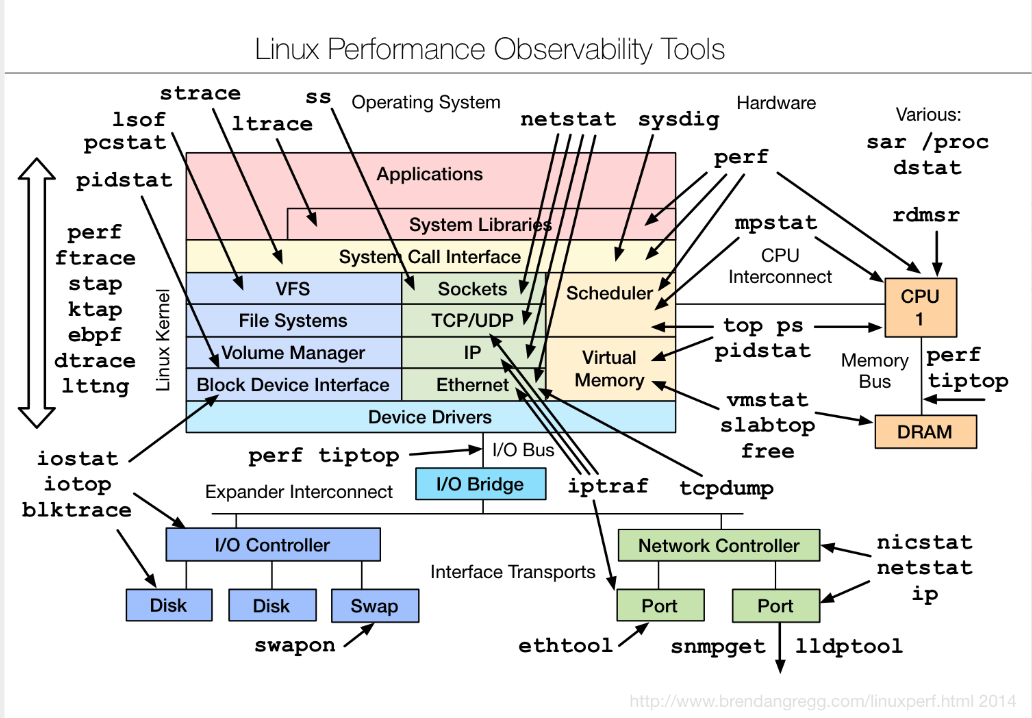 Linux Performance Observability Tools
strace
ss
Operating System
Hardware
Various:
lsof
ltrace
netstat
sysdig
sar /proc
pcstat
perf
dstat
pidstat
Applications
perf
ftrace
stap
ktap
ebpf
dtrace
lttng
Linux Kernel
System Libraries
System Call Interface
VFS
Sockets
Scheduler
File Systems
TCP/UDP
Volume Manager
IP
Virtual
Memory
Block Device Interface
Ethernet
Device Drivers
mpstat
rdmsr
CPU
Interconnect
CPU
1
top ps
pidstat
Memory
Bus
perf
tiptop
vmstat
slabtop
free
DRAM
iostat
iotop
blktrace
perf tiptop
I/O Bus
I/O Bridge
Expander Interconnect
iptraf
tcpdump
I/O Controller
Network Controller
nicstat
netstat
ip
Interface Transports
Disk
Disk
Swap
Port
Port
swapon
ethtool
snmpget
lldptool
http://www.brendangregg.com/linuxperf.html 2014